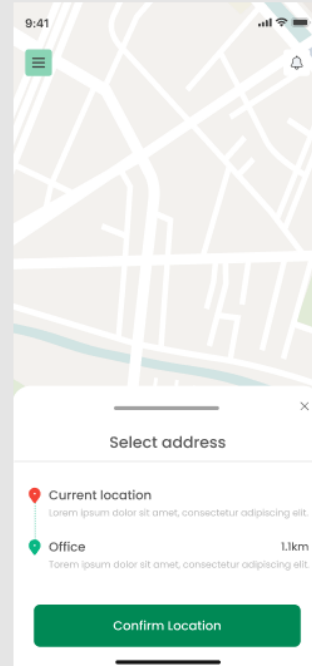 9:41
Select address
Current location
Lorem ipsum dolor sit amet, consectetur adipiscing elit.
Office 1.1km
Torem ipsum dolor sit amet, consectetur adipiscing elit.
Confirm Location